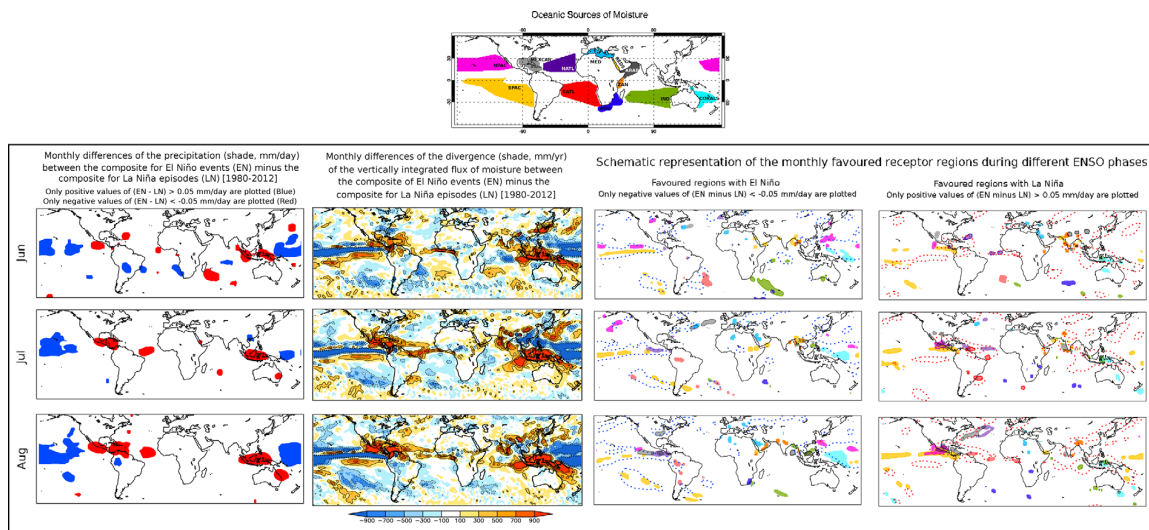 Oceanic Sources of Moisture
-90
0
90
NPAC
MEXCAR
NATL
MED
SPAC
SATL
ZAN
IND
CORAL
-90
0
90
Monthly differences of the precipitation (shade, mm/day)
between the composite for El Niño events (EN) minus the
composite for La Niña episodes (LN) [1980-2012]
Only positive values of (EN - LN) > 0.05 mm/day are plotted (Blue)
Only negative values of (EN - LN) < -0.05 mm/day are plotted (Red)
Monthly differences of the divergence (shade, mm/yr)
of the vertically integrated flux of moisture between
the composite of El Niño events (EN) minus the
composite for La Niña episodes (LN) [1980-2012]
Schematic representation of the monthly favoured receptor regions during different ENSO phases
Favoured regions with El Niño
Only negative values of (EN minus LN) < -0.05 mm/day are plotted
Favoured regions with La Niña
Only positive values of (EN minus LN) > 0.05 mm/day are plotted
Jun
Jul
Aug
-900 -700 -500 -300 100 300 500 700 900